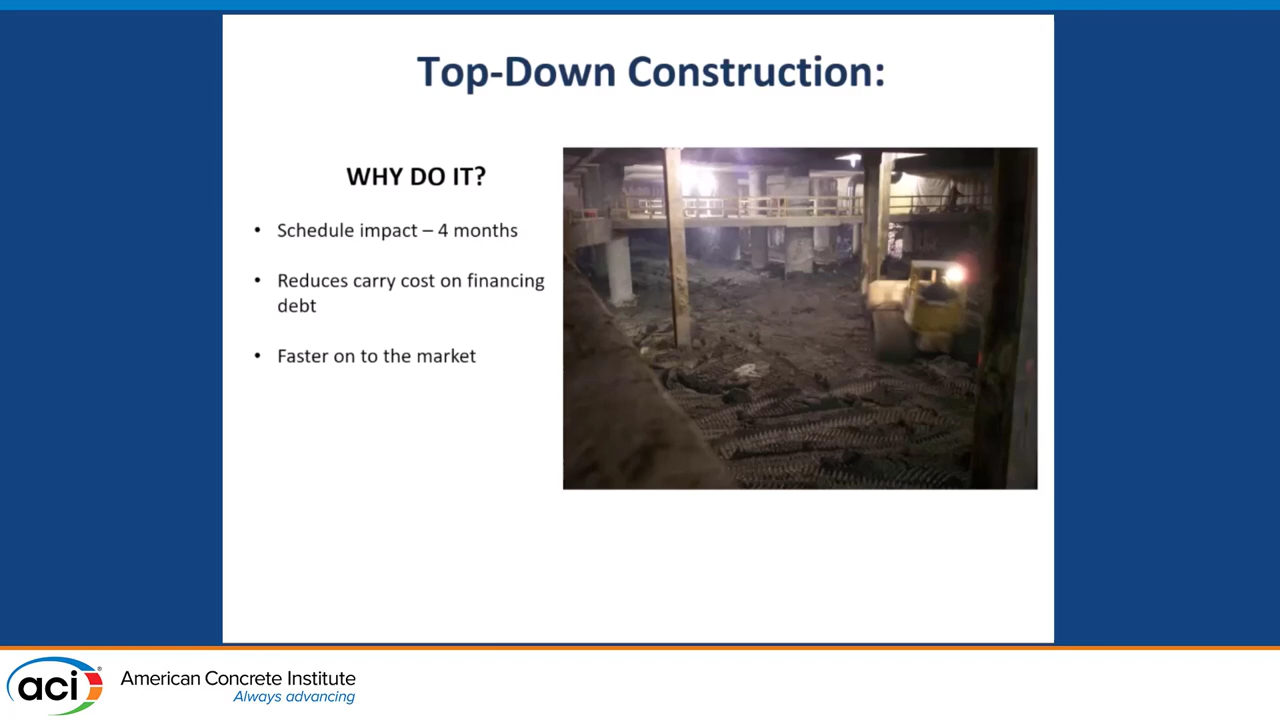 Top-Down Construction:
WHY DO IT?
• Schedule impact – 4 months
• Reduces carry cost on financing
debt
• Faster on to the market
aci®
American Concrete Institute
Always advancing